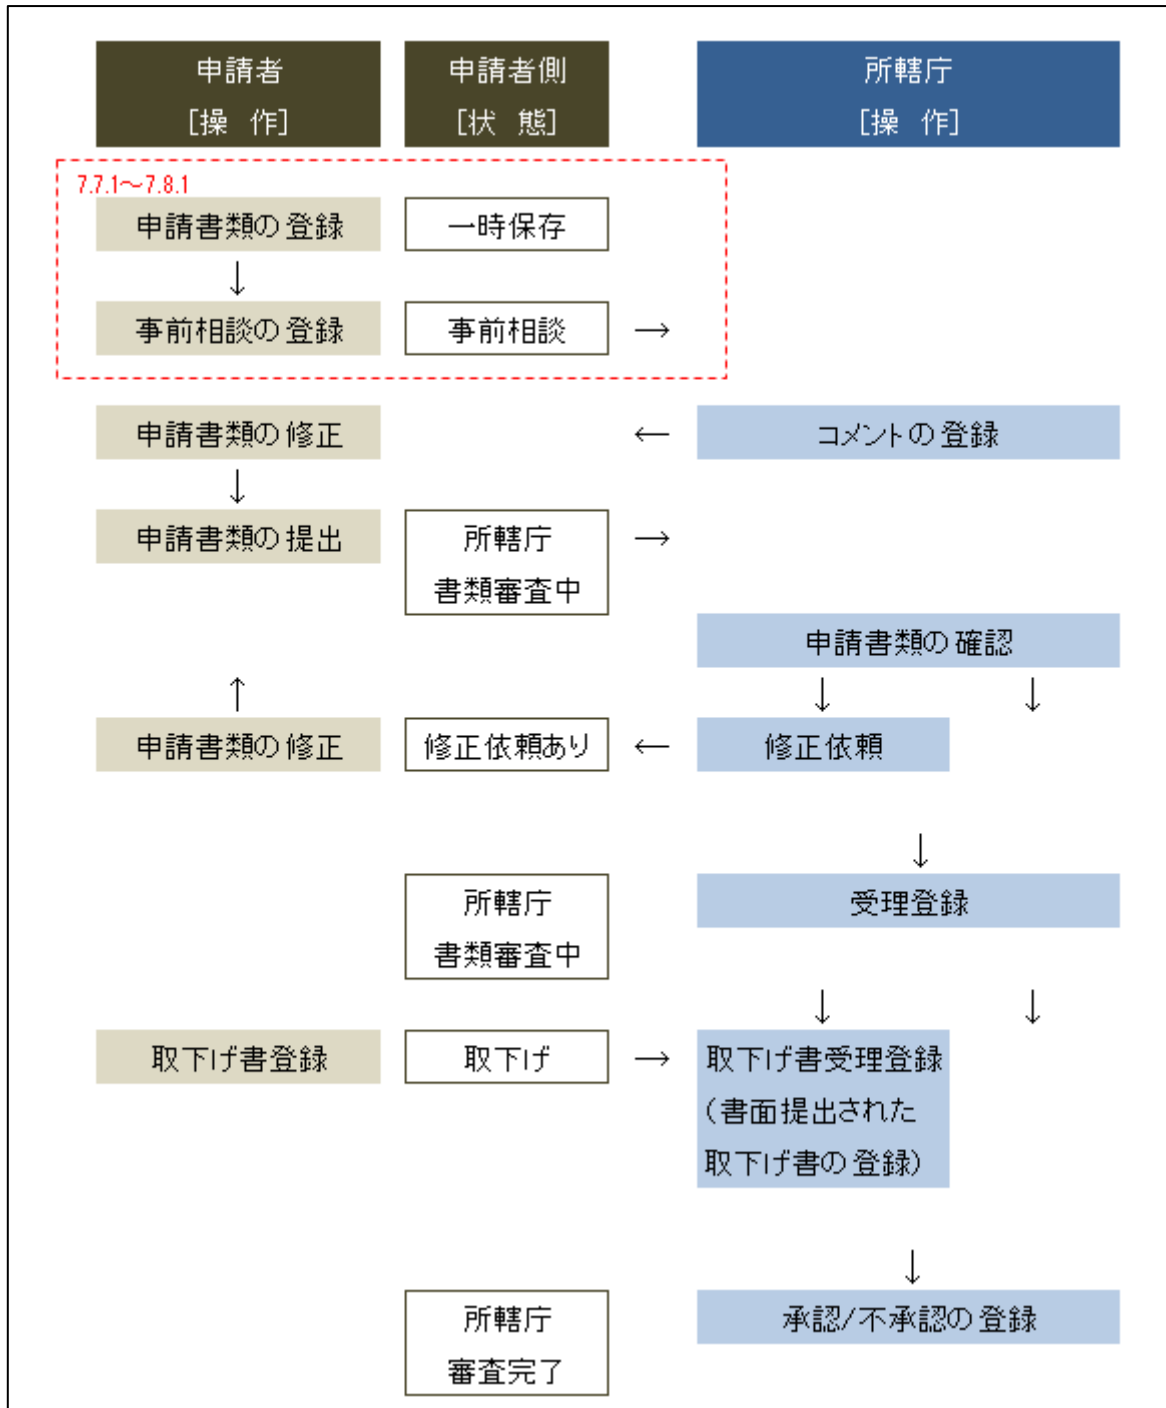 申請者
[操 作]
申請者側
[状 態]
所轄庁
[操 作]
7.7.1～7.8.1
申請書類の登録
一時保存
↓
事前相談の登録
事前相談
→
申請書類の修正
←
コメントの登録
↓
申請書類の提出
所轄庁
書類審査中
→
申請書類の確認
↑
↓
↓
申請書類の修正
修正依頼あり
←
修正依頼
↓
所轄庁
書類審査中
受理登録
↓
↓
取下げ書登録
取下げ
→
取下げ書受理登録
(書面提出された
取下げ書の登録)
↓
所轄庁
審査完了
承認/不承認の登録